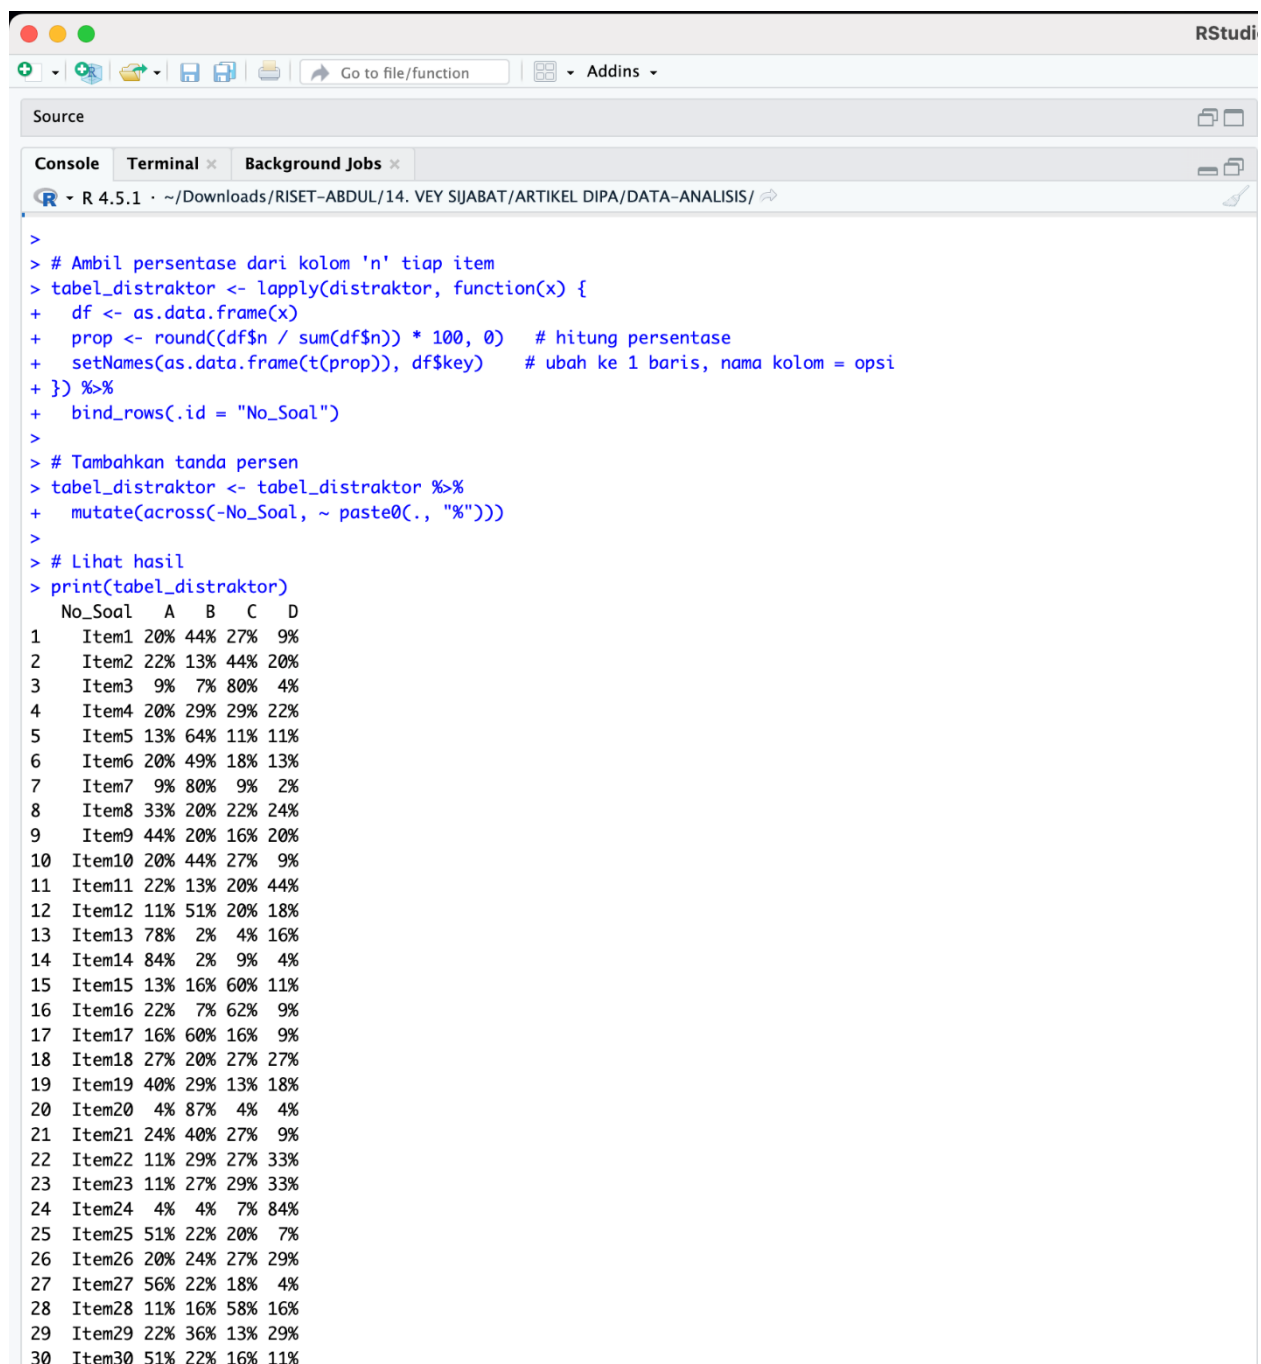 RStudi
Go to file/function
Addins
Source
Console Terminal Background Jobs
R 4.5.1 · ~/Downloads/RISET-ABDUL/14. VEY SIJABAT/ARTIKEL DIPA/DATA-ANALISIS/
>
> # Ambil persentase dari kolom 'n' tiap item
> tabel_distraktor <- lapply(distraktor, function(x) {
+   df <- as.data.frame(x)
+   prop <- round((df$n / sum(df$n)) * 100, 0)   # hitung persentase
+   setNames(as.data.frame(t(prop)), df$key)    # ubah ke 1 baris, nama kolom = opsi
+ }) %>%
+   bind_rows(.id = "No_Soal")
>
> # Tambahkan tanda persen
> tabel_distraktor <- tabel_distraktor %>%
+   mutate(across(-No_Soal, ~ paste0(., "%")))
>
> # Lihat hasil
> print(tabel_distraktor)
   No_Soal   A   B   C   D
1    Item1 20% 44% 27%  9%
2    Item2 22% 13% 44% 20%
3    Item3  9%  7% 80%  4%
4    Item4 20% 29% 29% 22%
5    Item5 13% 64% 11% 11%
6    Item6 20% 49% 18% 13%
7    Item7  9% 80%  9%  2%
8    Item8 33% 20% 22% 24%
9    Item9 44% 20% 16% 20%
10  Item10 20% 44% 27%  9%
11  Item11 22% 13% 20% 44%
12  Item12 11% 51% 20% 18%
13  Item13 78%  2%  4% 16%
14  Item14 84%  2%  9%  4%
15  Item15 13% 16% 60% 11%
16  Item16 22%  7% 62%  9%
17  Item17 16% 60% 16%  9%
18  Item18 27% 20% 27% 27%
19  Item19 40% 29% 13% 18%
20  Item20  4% 87%  4%  4%
21  Item21 24% 40% 27%  9%
22  Item22 11% 29% 27% 33%
23  Item23 11% 27% 29% 33%
24  Item24  4%  4%  7% 84%
25  Item25 51% 22% 20%  7%
26  Item26 20% 24% 27% 29%
27  Item27 56% 22% 18%  4%
28  Item28 11% 16% 58% 16%
29  Item29 22% 36% 13% 29%
30  Item30 51% 22% 16% 11%